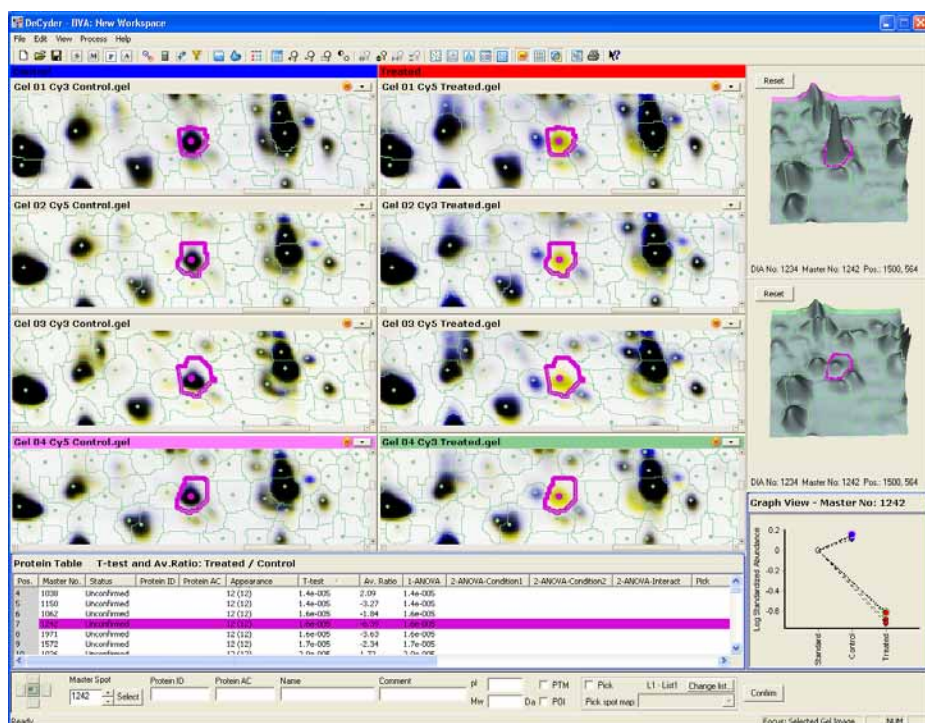 DeCyder - BVA: New Workspace
File Edit View Process Help
S M P A
Control Treated
Gel 01 Cy3 Control.gel
Gel 01 Cy5 Treated.gel
Gel 02 Cy5 Control.gel
Gel 02 Cy3 Treated.gel
Gel 03 Cy3 Control.gel
Gel 03 Cy5 Treated.gel
Gel 04 Cy5 Control.gel
Gel 04 Cy3 Treated.gel
Reset
DIA No: 1234 Master No: 1242 Pos.: 1500, 564
Reset
DIA No: 1234 Master No: 1242 Pos.: 1500, 564
Graph View - Master No: 1242
Log Standardized Abundance
0.2
0
-0.2
-0.4
-0.6
Standard
Control
Treated
Protein Table T-test and Av.Ratio: Treated / Control
Pos. Master No. Status Protein ID Protein AC Appearance T-test Av. Ratio 1-ANOVA 2-ANOVA-Condition1 2-ANOVA-Condition2 2-ANOVA-Interact Pick
4 1038 Unconfirmed 12 (12) 1.4e-005 2.09 1.4e-005
5 1150 Unconfirmed 12 (12) 1.4e-005 -3.27 1.4e-005
6 1062 Unconfirmed 12 (12) 1.6e-005 -1.84 1.6e-005
7 1242 Unconfirmed 12 (12) 1.6e-005 1.6e-005
8 1971 Unconfirmed 12 (12) 1.6e-005 -3.63 1.6e-005
9 1572 Unconfirmed 12 (12) 1.7e-005 -2.34 1.7e-005
Master Spot Protein ID Protein AC Name Comment
1242 Select
pI
Mw Da
PTM
POI
Pick L1 - List1 Change list...
Pick spot map
Confirm
Ready
Focus: Selected Gel Image NUM